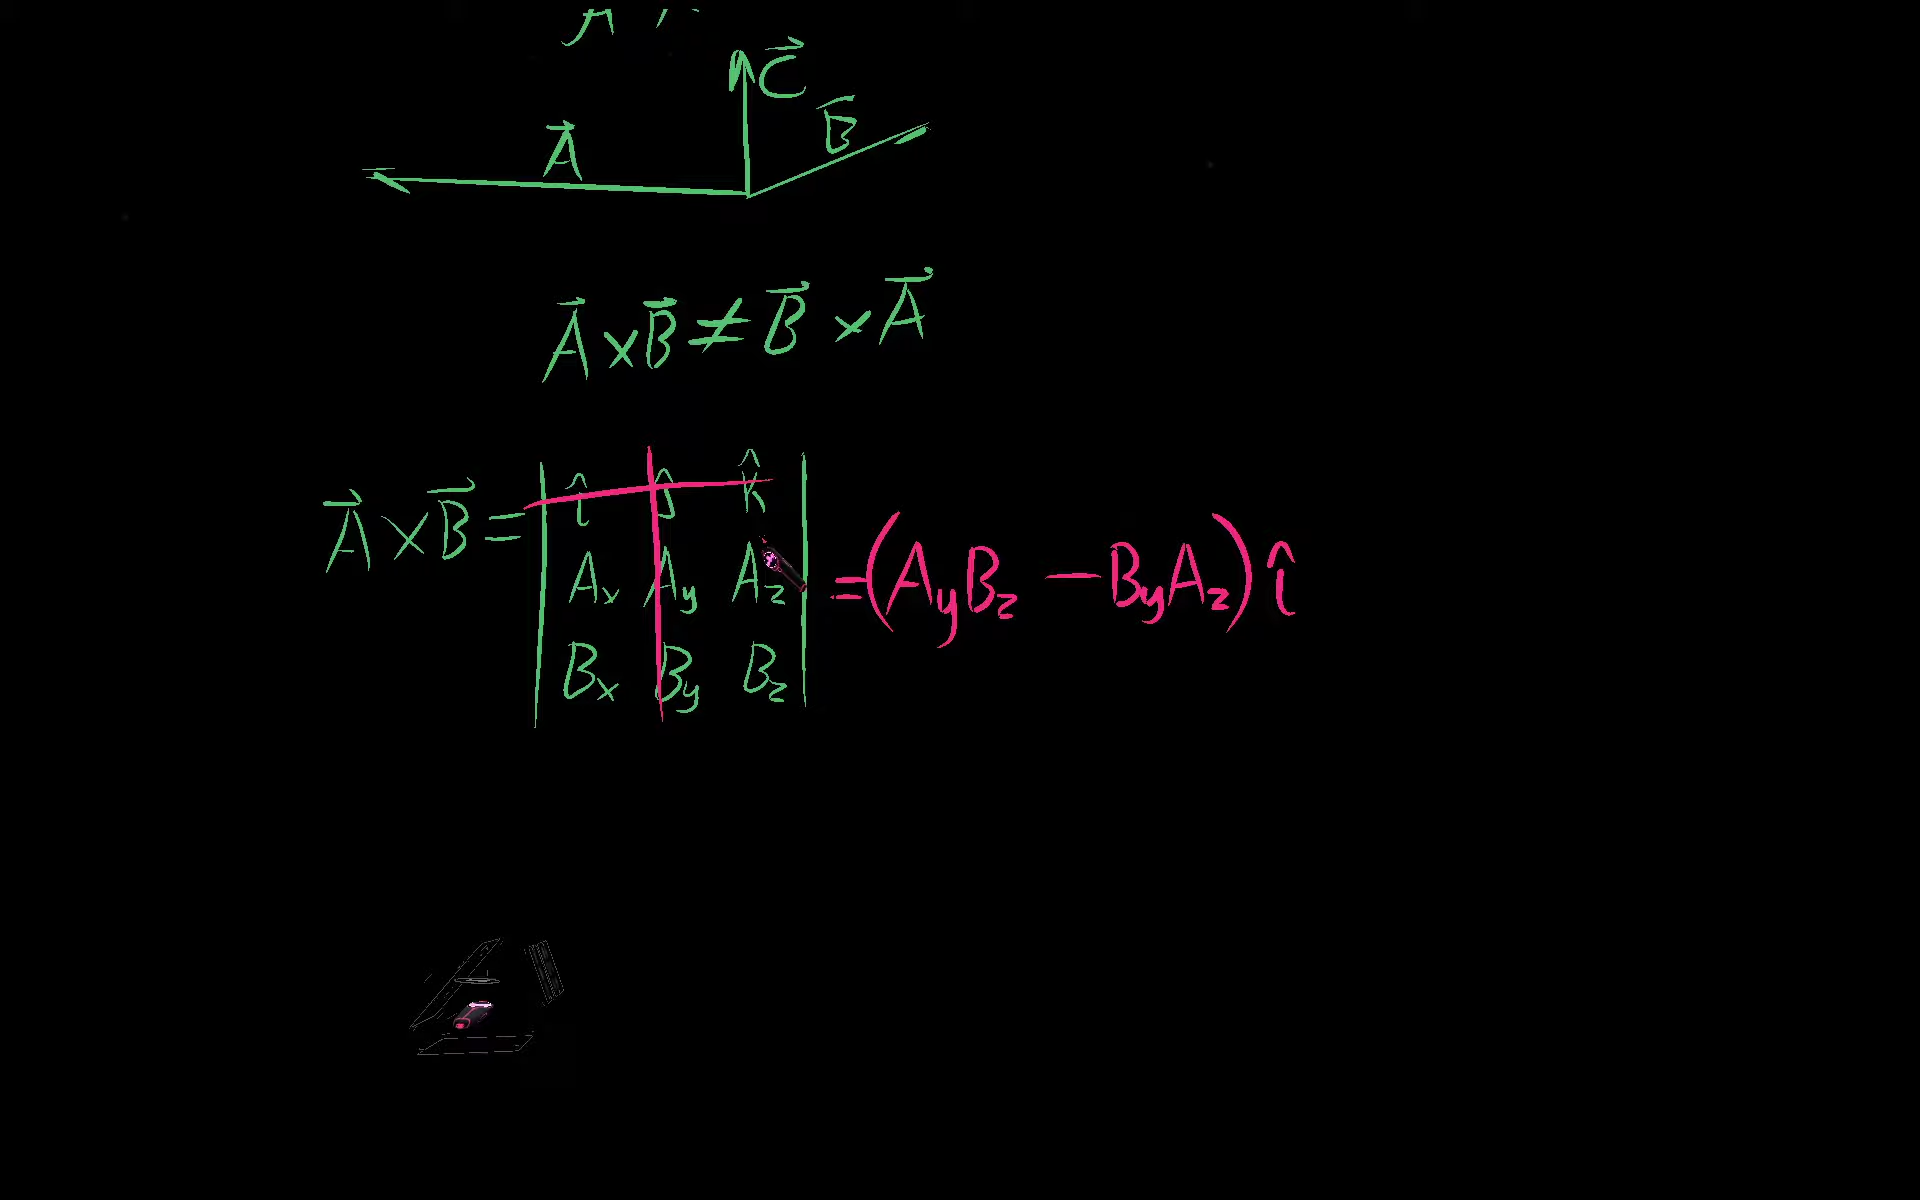 C⃗
B⃗
A⃗
A⃗ × B⃗ ≠ B⃗ × A⃗
A⃗ × B⃗ = | î ĵ k̂ |
| Ax Ay Az | = (AyBz − ByAz) î
| Bx By Bz |